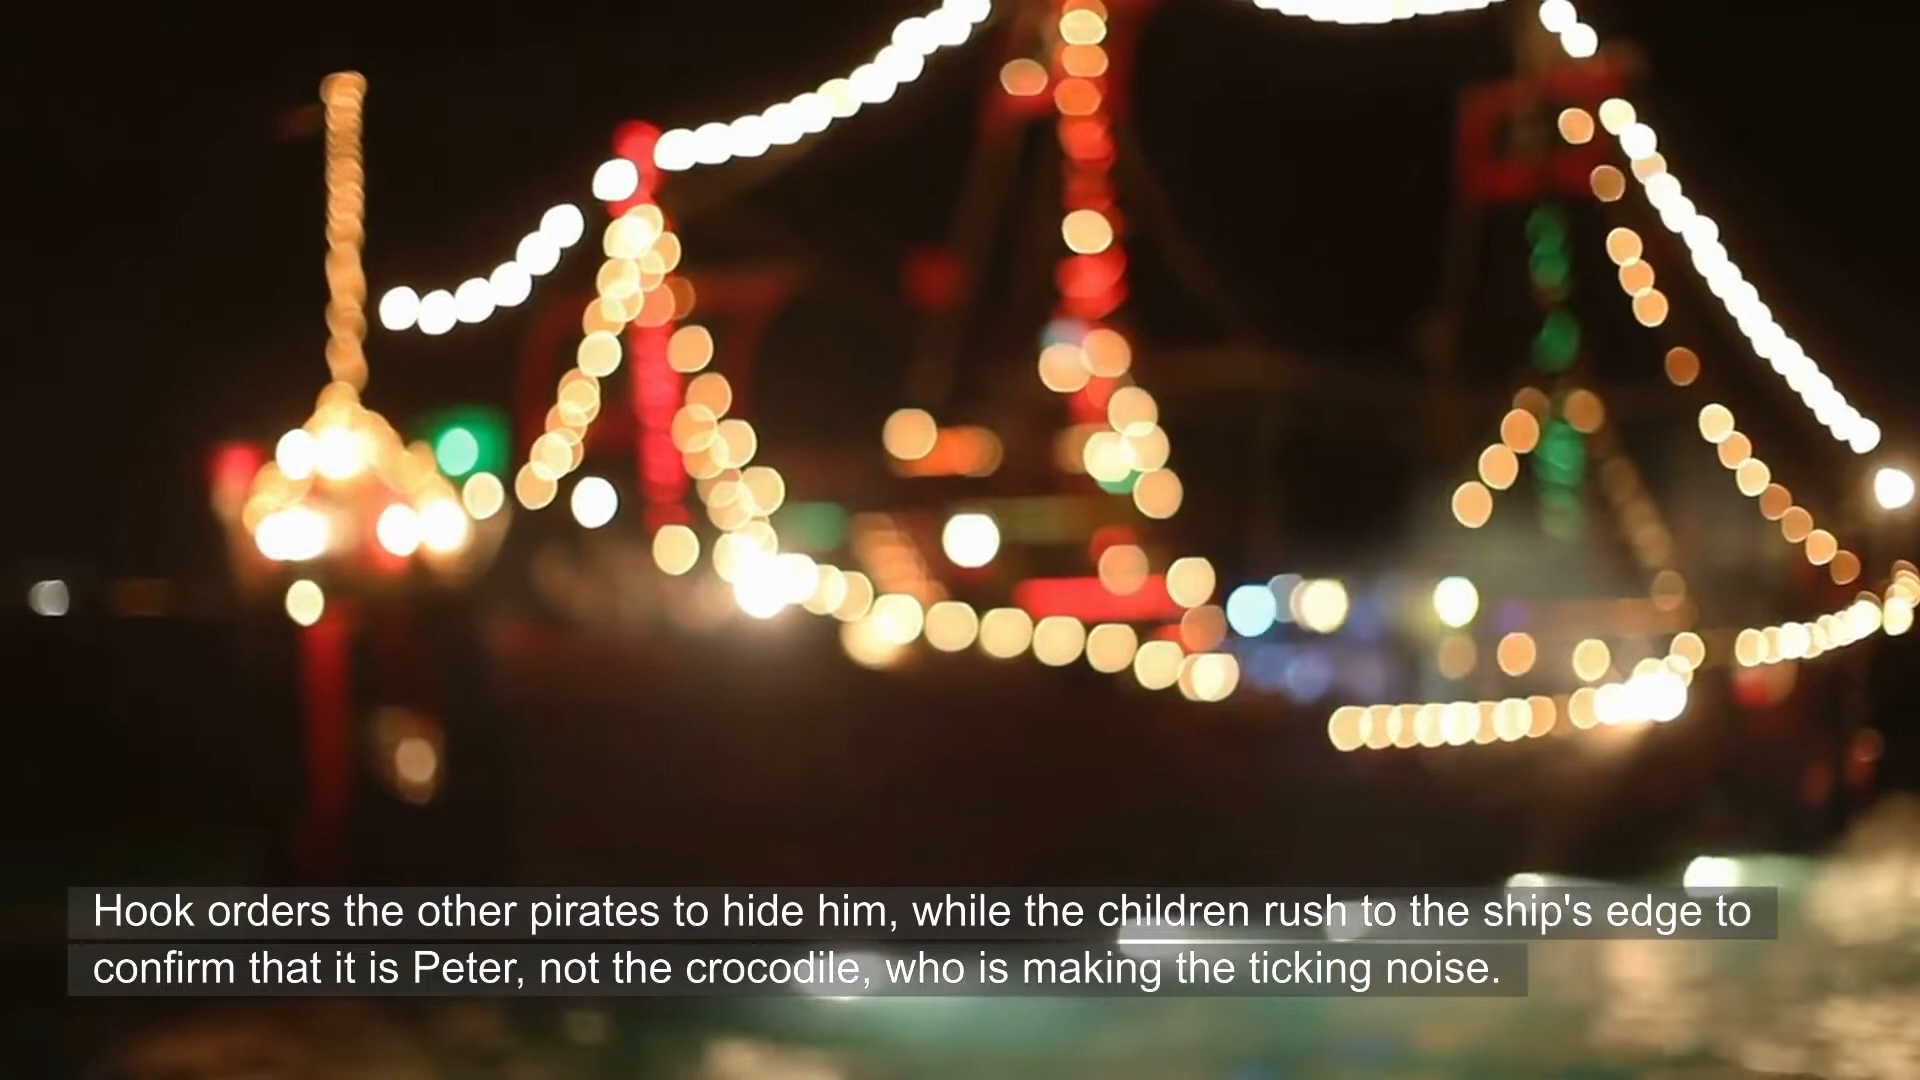 Hook orders the other pirates to hide him, while the children rush to the ship's edge to
confirm that it is Peter, not the crocodile, who is making the ticking noise.